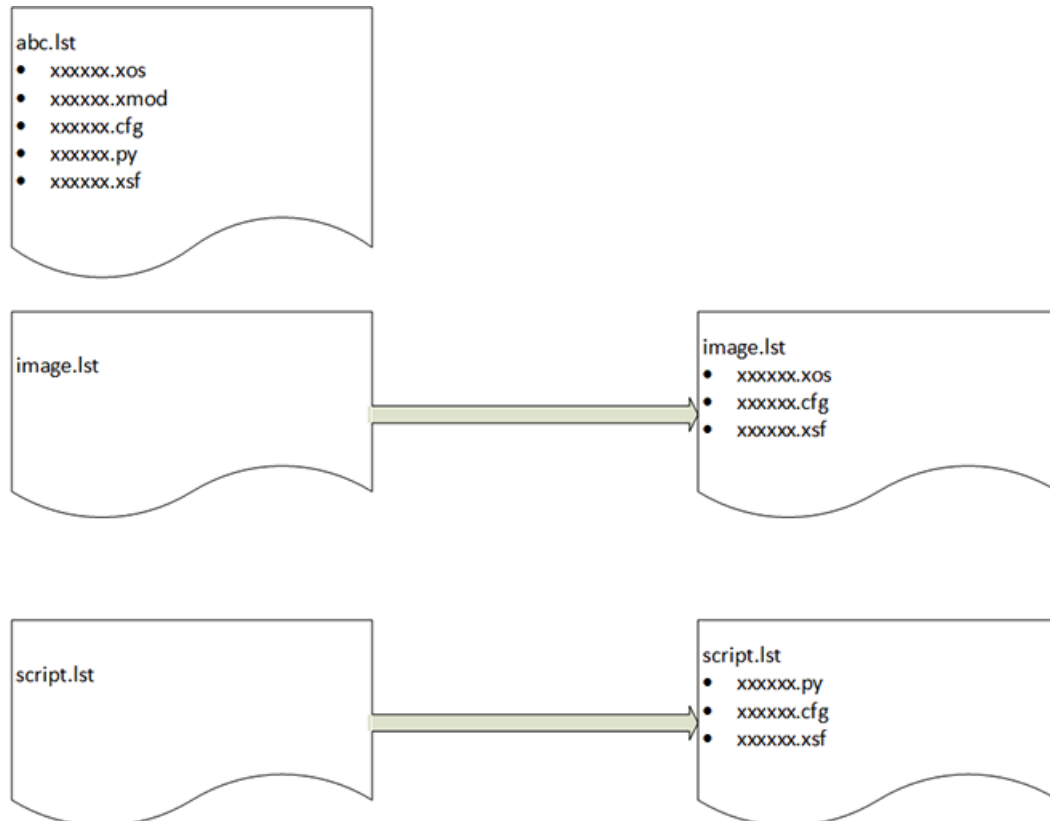 abc.lst
• xxxxxx.xos
• xxxxxx.xmod
• xxxxxx.cfg
• xxxxxx.py
• xxxxxx.xsf
image.lst
image.lst
• xxxxxx.xos
• xxxxxx.cfg
• xxxxxx.xsf
script.lst
script.lst
• xxxxxx.py
• xxxxxx.cfg
• xxxxxx.xsf